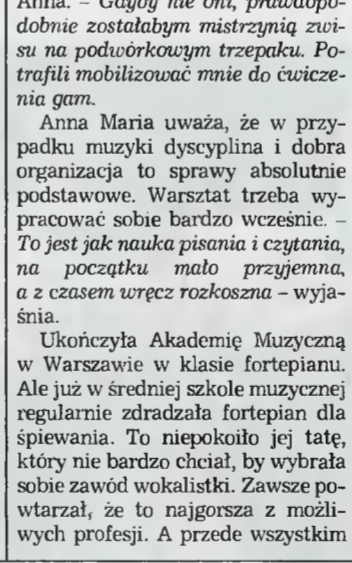 Anna. – Gdyby nie oni, prawdopo-
dobnie zostałabym mistrzynią zwi-
su na podwórkowym trzepaku. Po-
trafili mobilizować mnie do ćwicze-
nia gam.
Anna Maria uważa, że w przy-
padku muzyki dyscyplina i dobra
organizacja to sprawy absolutnie
podstawowe. Warsztat trzeba wy-
pracować sobie bardzo wcześnie. –
To jest jak nauka pisania i czytania,
na początku mało przyjemna,
a z czasem wręcz rozkoszna – wyja-
śnia.
Ukończyła Akademię Muzyczną
w Warszawie w klasie fortepianu.
Ale już w średniej szkole muzycznej
regularnie zdradzała fortepian dla
śpiewania. To niepokoiło jej tatę,
który nie bardzo chciał, by wybrała
sobie zawód wokalistki. Zawsze po-
wtarzał, że to najgorsza z możli-
wych profesji. A przede wszystkim